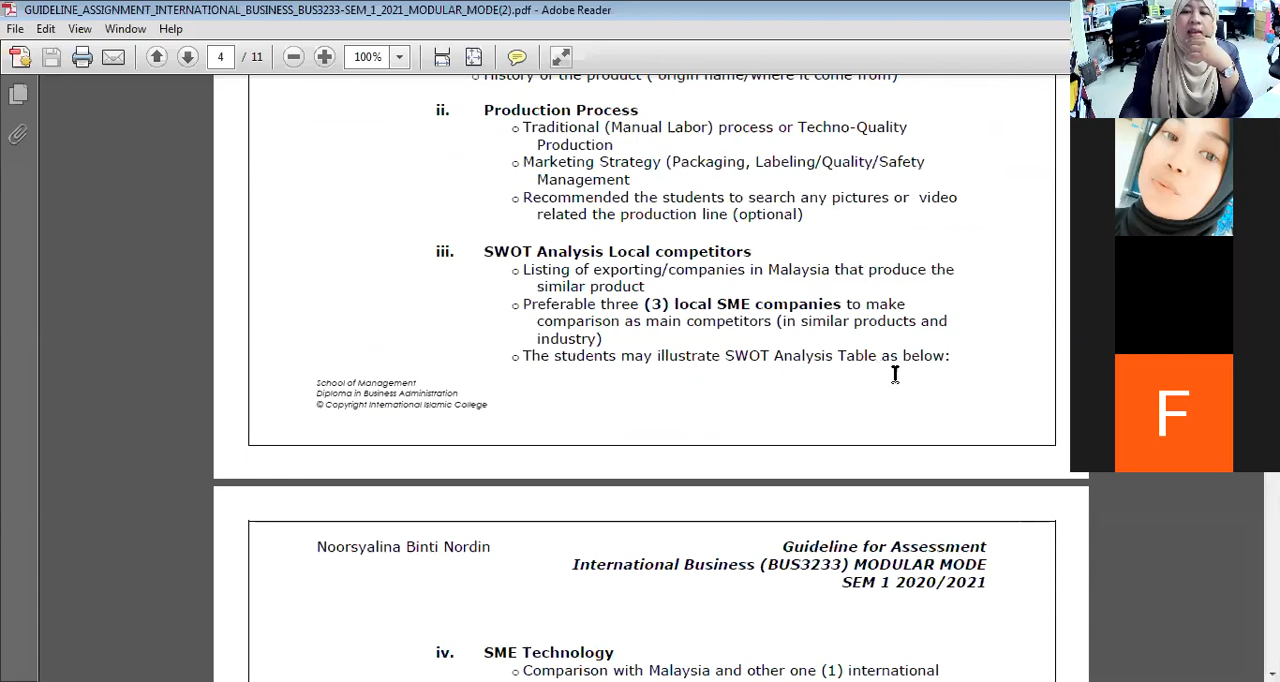 GUIDELINE_ASSIGNMENT_INTERNATIONAL_BUSINESS_BUS3233-SEM_1_2021_MODULAR_MODE(2).pdf - Adobe Reader
File Edit View Window Help
4 / 11 100%
History of the product ( origin name/where it come from)
ii. Production Process
o Traditional (Manual Labor) process or Techno-Quality
Production
o Marketing Strategy (Packaging, Labeling/Quality/Safety
Management
o Recommended the students to search any pictures or video
related the production line (optional)
iii. SWOT Analysis Local competitors
o Listing of exporting/companies in Malaysia that produce the
similar product
o Preferable three (3) local SME companies to make
comparison as main competitors (in similar products and
industry)
o The students may illustrate SWOT Analysis Table as below:
School of Management
Diploma in Business Administration
© Copyright International Islamic College
F
Noorsyalina Binti Nordin
Guideline for Assessment
International Business (BUS3233) MODULAR MODE
SEM 1 2020/2021
iv. SME Technology
o Comparison with Malaysia and other one (1) international